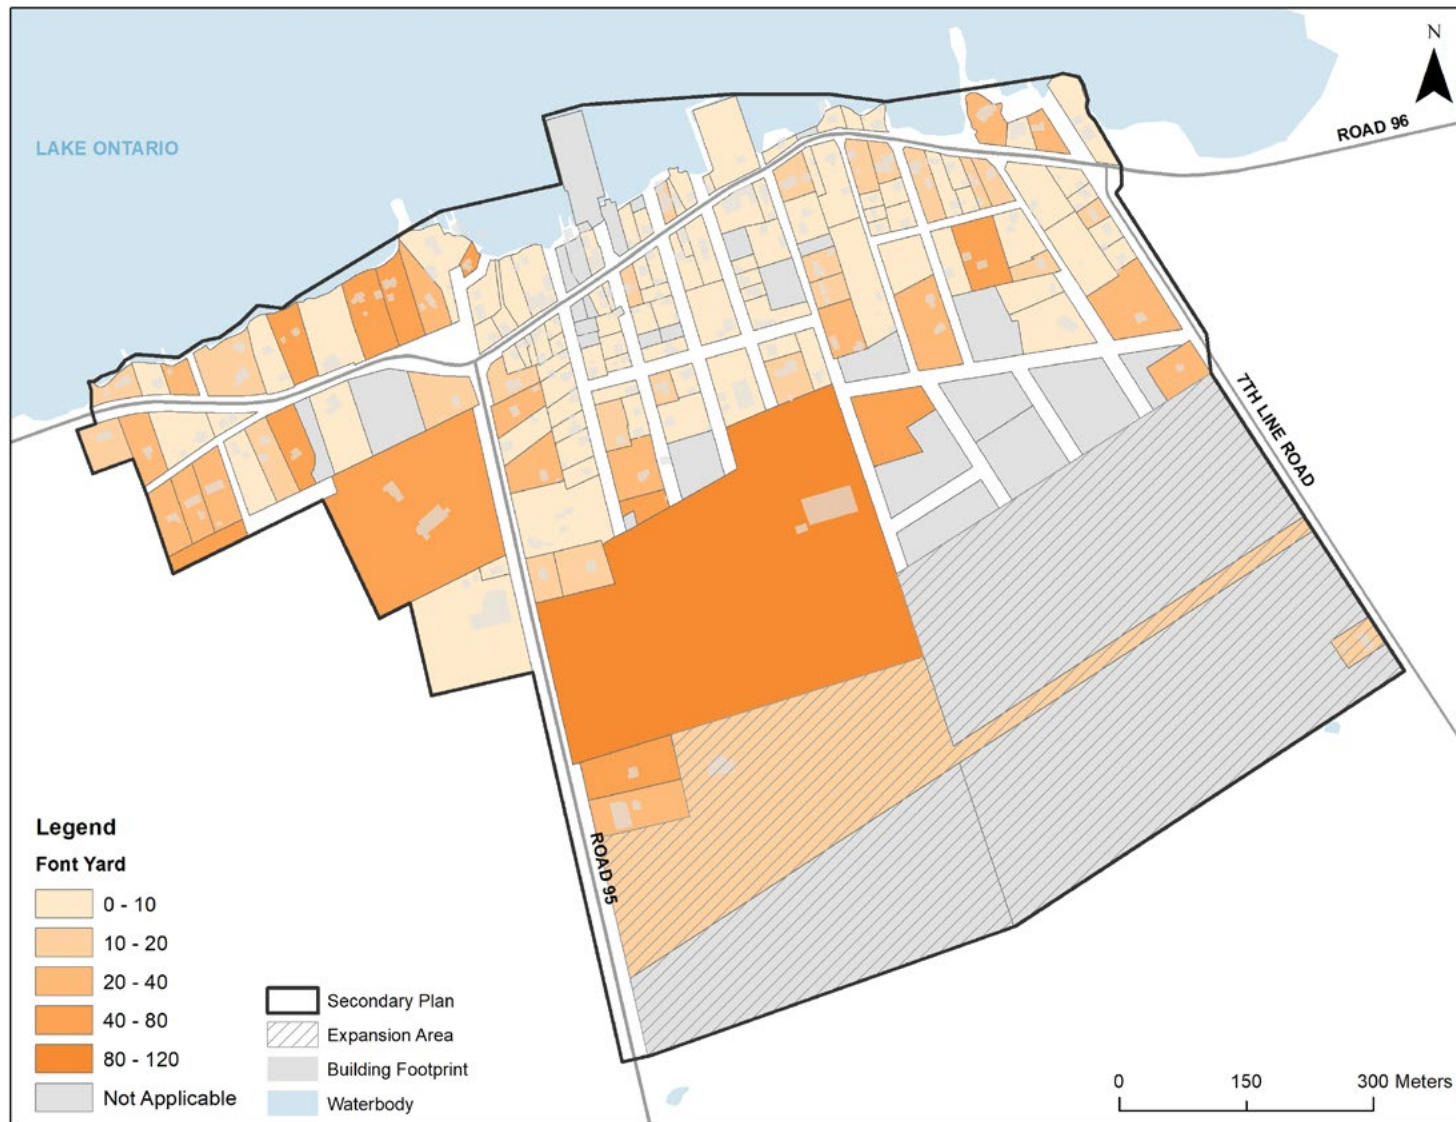 N
ROAD 96
LAKE ONTARIO
7TH LINE ROAD
ROAD 95
Legend
Font Yard
0 - 10
10 - 20
20 - 40
40 - 80
80 - 120
Not Applicable
Secondary Plan
Expansion Area
Building Footprint
Waterbody
0 150 300 Meters